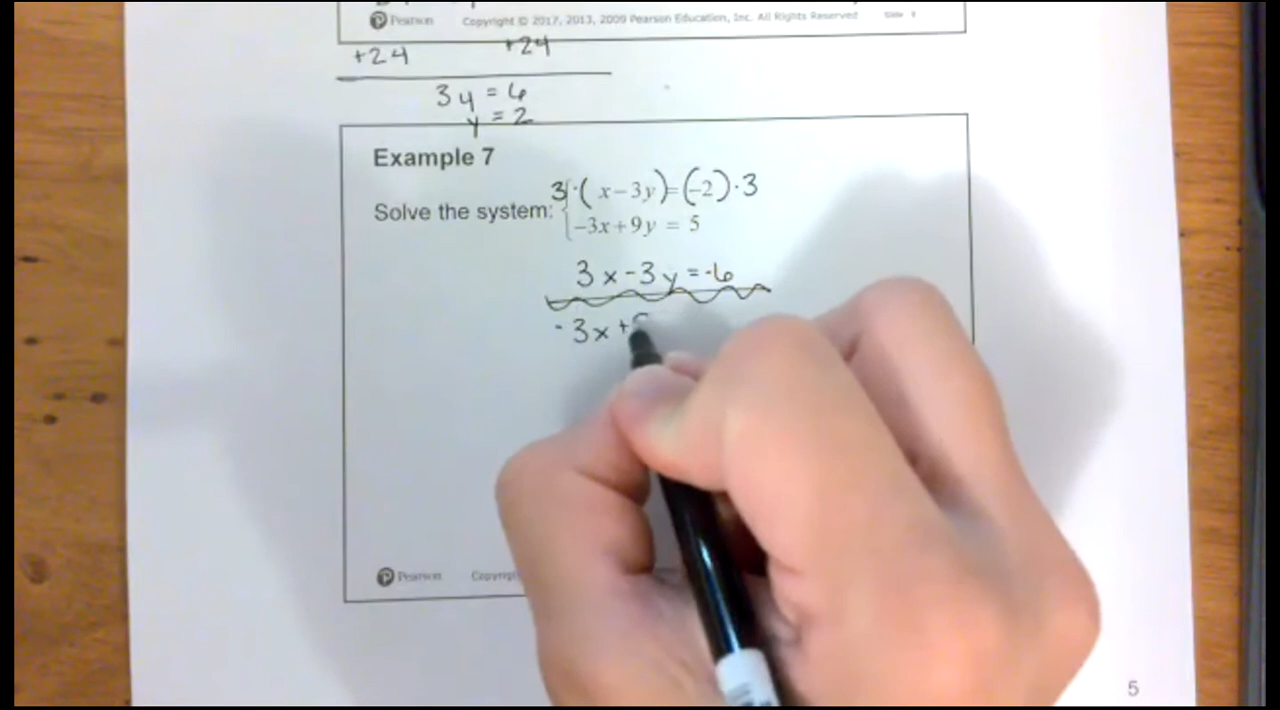 Pearson Copyright © 2017, 2013, 2009 Pearson Education, Inc. All Rights Reserved
+24 +24
3y = 6
y = 2
Example 7
3·(x-3y)=(-2)·3
Solve the system:
-3x+9y = 5
3x-3y=-6
-3x+
Pearson
5